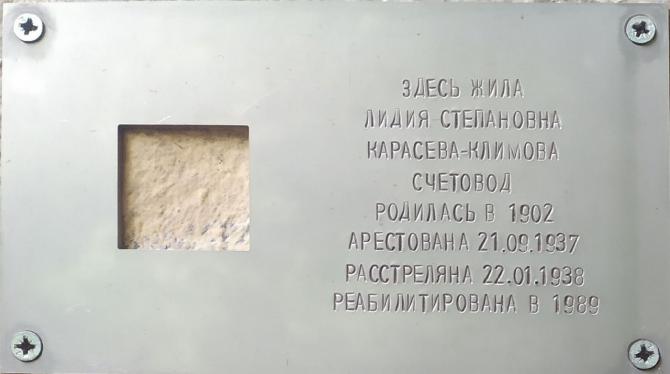 ЗДЕСЬ ЖИЛА
ЛИДИЯ СТЕПАНОВНА
КАРАСЕВА-КЛИМОВА
СЧЕТОВОД
РОДИЛАСЬ В 1902
АРЕСТОВАНА 21.09.1937
РАССТРЕЛЯНА 22.01.1938
РЕАБИЛИТИРОВАНА В 1989